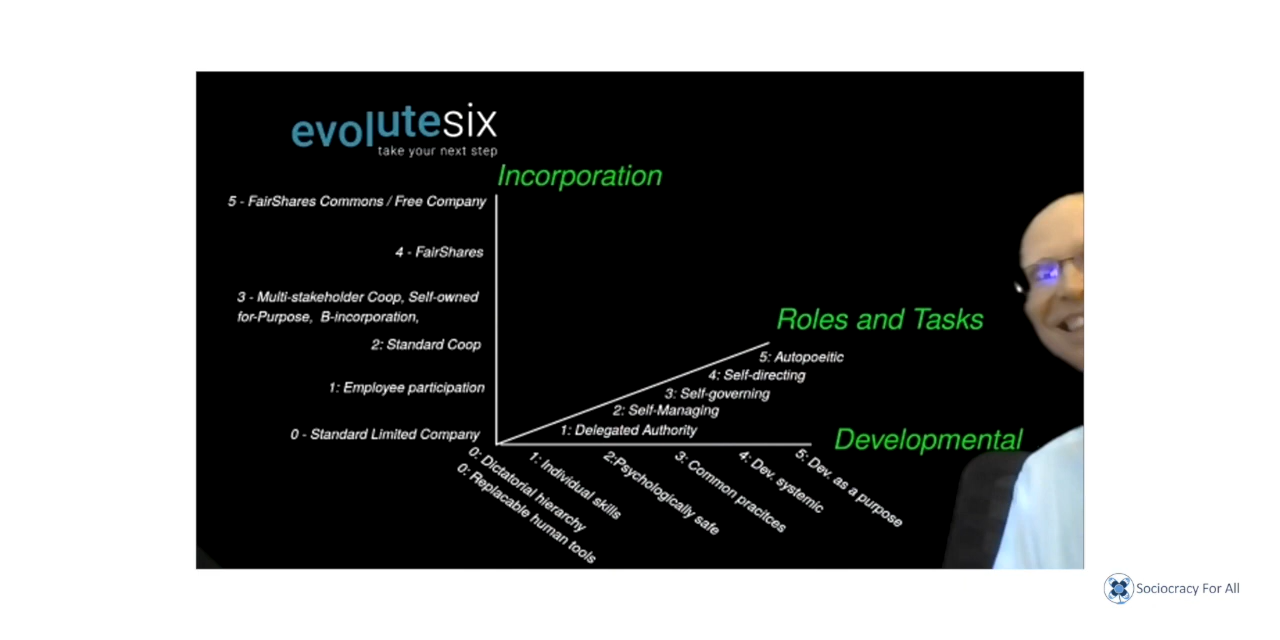 evolutesix
take your next step
Incorporation
5 - FairShares Commons / Free Company
4 - FairShares
3 - Multi-stakeholder Coop, Self-owned
for-Purpose, B-incorporation,
2: Standard Coop
1: Employee participation
0 - Standard Limited Company
Roles and Tasks
5: Autopoeitic
4: Self-directing
3: Self-governing
2: Self-Managing
1: Delegated Authority
0: Dictatorial hierarchy
Developmental
0: Replacable human tools
1: Individual skills
2:Psychologically safe
3: Common pracitces
4: Dev. systemic
5: Dev. as a purpose
Sociocracy For All